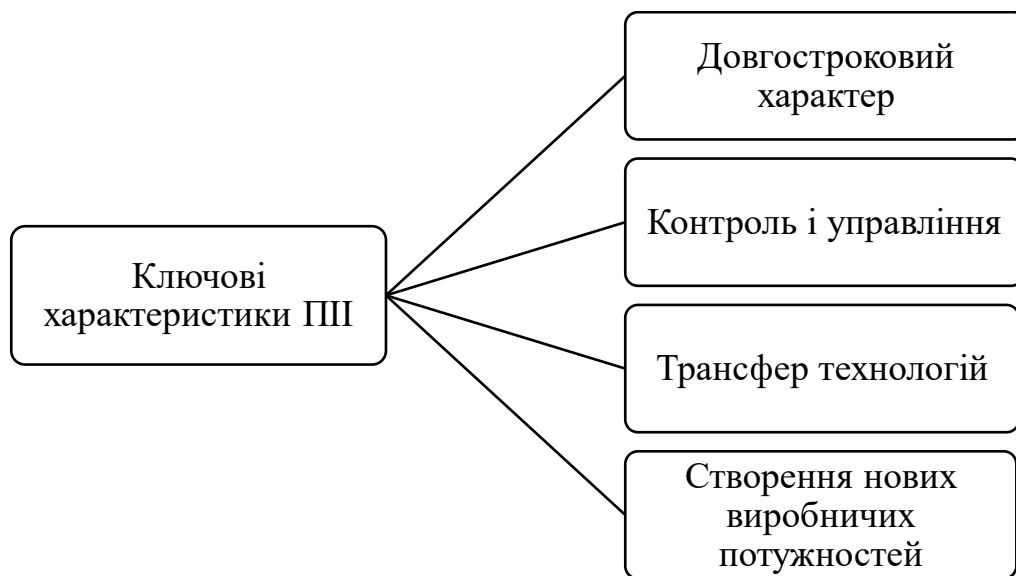 Ключові
характеристики ПІІ
Довгостроковий
характер
Контроль і управління
Трансфер технологій
Створення нових
виробничих
потужностей